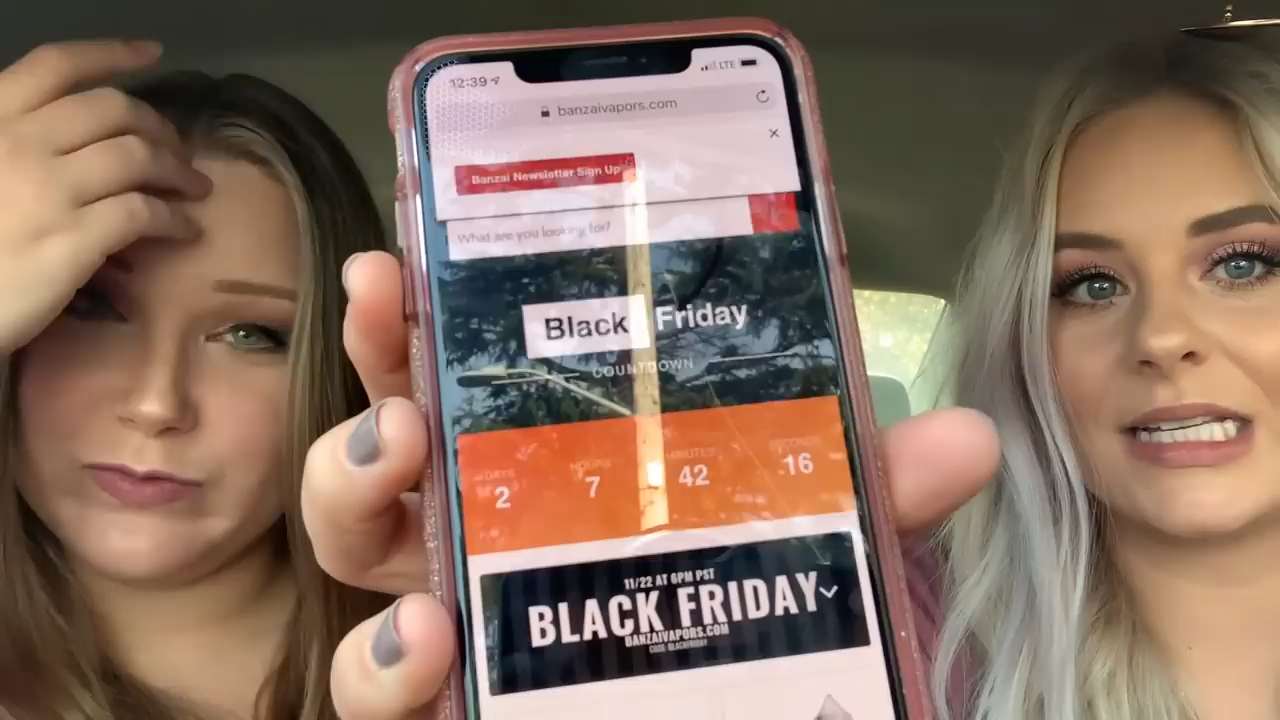 12:39
LTE
banzaivapors.com
Banzai Newsletter Sign Up
What are you looking for?
Black Friday
COUNTDOWN
DAYS HOURS MINUTES SECONDS
2 7 42 16
11/22 AT 6PM PST
BLACK FRIDAY
BANZAIVAPORS.COM
CODE: BLACKFRIDAY